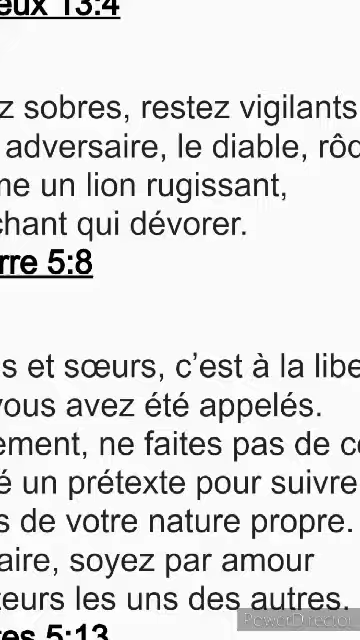 eux 13:4
z sobres, restez vigilants
adversaire, le diable, rôd
me un lion rugissant,
chant qui dévorer.
rre 5:8
s et sœurs, c’est à la libe
vous avez été appelés.
ement, ne faites pas de c
é un prétexte pour suivre
s de votre nature propre.
aire, soyez par amour
teurs les uns des autres.
PowerDirector
tes 5:13